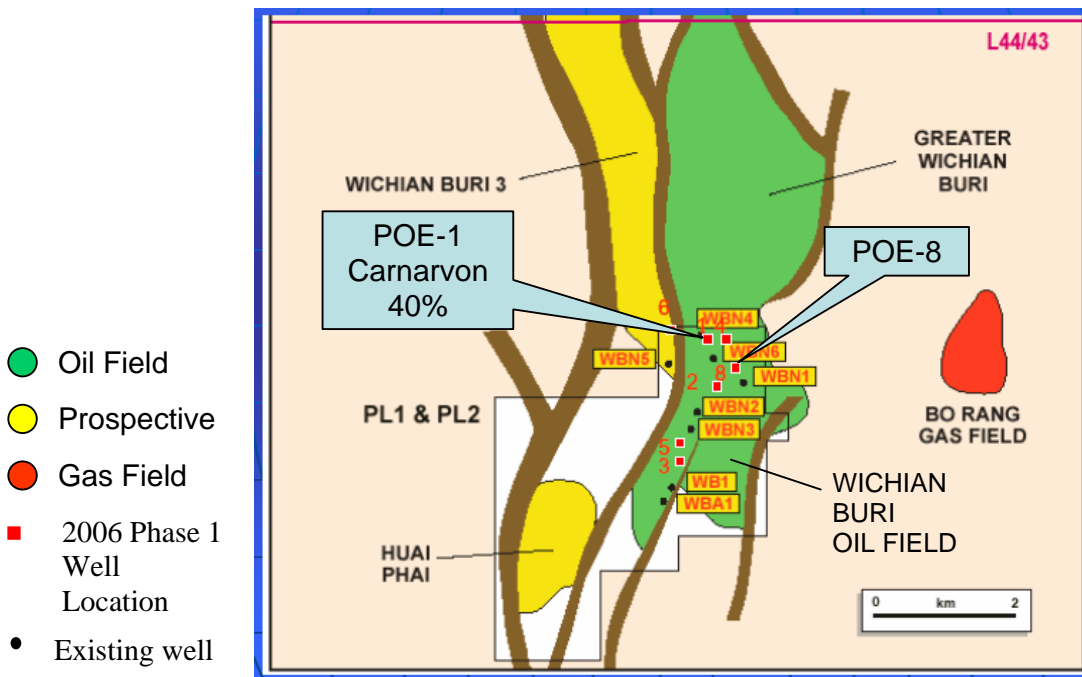 L44/43
GREATER
WICHIAN
BURI
WICHIAN BURI 3
POE-1
Carnarvon
40%
POE-8
6
WBN4
1 4
WBN5
WBN6
8
2
WBN1
PL1 & PL2
WBN2
WBN3
5
3
WB1
WBA1
BO RANG
GAS FIELD
WICHIAN
BURI
OIL FIELD
HUAI
PHAI
0 km 2
Oil Field
Prospective
Gas Field
2006 Phase 1
Well
Location
Existing well